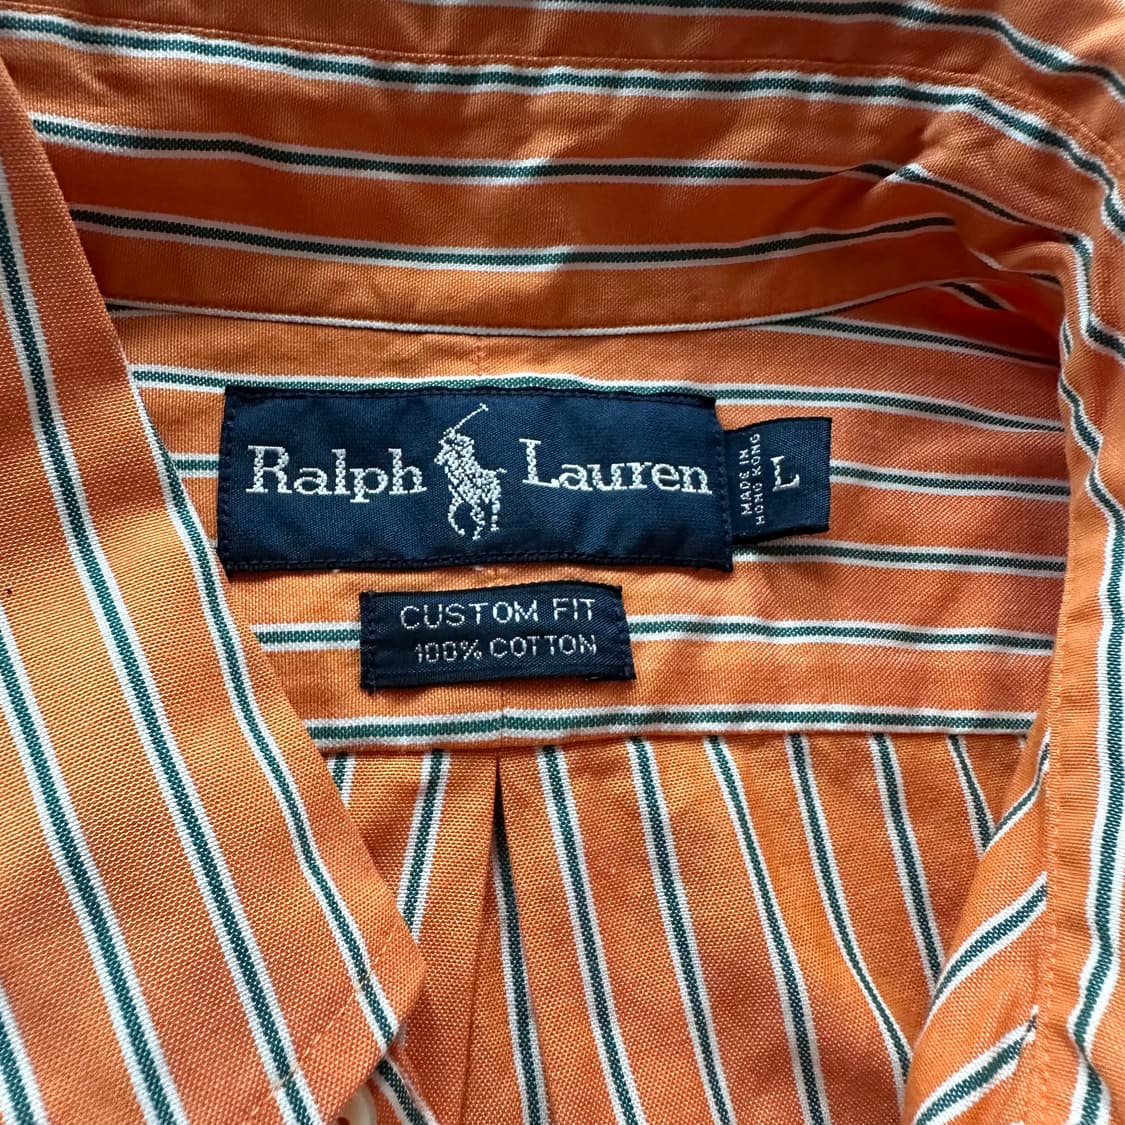 Ralph Lauren
MADE IN
HONG KONG
L
CUSTOM FIT
100% COTTON